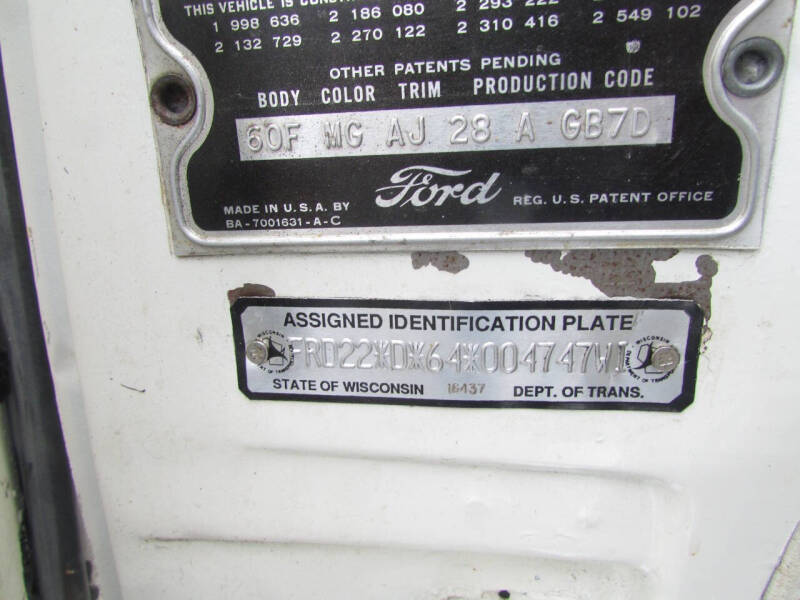 THIS VEHICLE IS
1 998 636 2 186 080 2 293 222
2 132 729 2 270 122 2 310 416 2 549 102
OTHER PATENTS PENDING
BODY COLOR TRIM PRODUCTION CODE
60F MG AJ 28 A GB7D
MADE IN U.S.A. BY Ford REG. U.S. PATENT OFFICE
BA-7001631-A-C
ASSIGNED IDENTIFICATION PLATE
FRD22*D*64*004747WI
STATE OF WISCONSIN 16437 DEPT. OF TRANS.